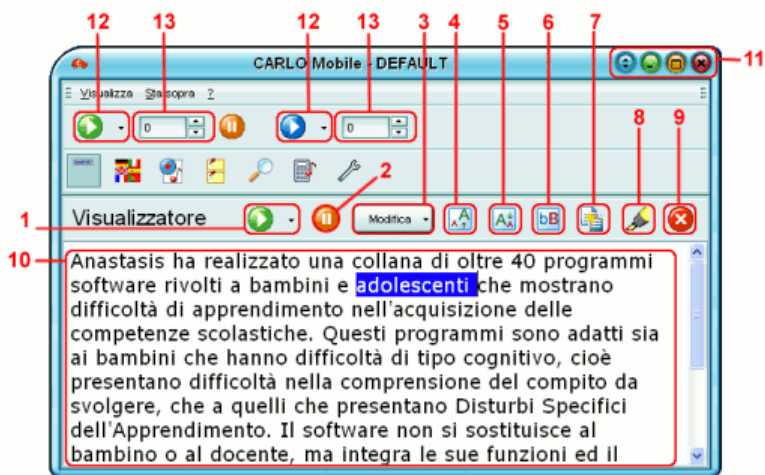 12 13 12 13 3 4 5 6 7
CARLO Mobile - DEFAULT
11
Visualizza Sta sopra ?
0 0
8 9
2
1
Visualizzatore Modifica
10
Anastasis ha realizzato una collana di oltre 40 programmi
software rivolti a bambini e adolescenti che mostrano
difficoltà di apprendimento nell'acquisizione delle
competenze scolastiche. Questi programmi sono adatti sia
ai bambini che hanno difficoltà di tipo cognitivo, cioè
presentano difficoltà nella comprensione del compito da
svolgere, che a quelli che presentano Disturbi Specifici
dell'Apprendimento. Il software non si sostituisce al
bambino o al docente, ma integra le sue funzioni ed il